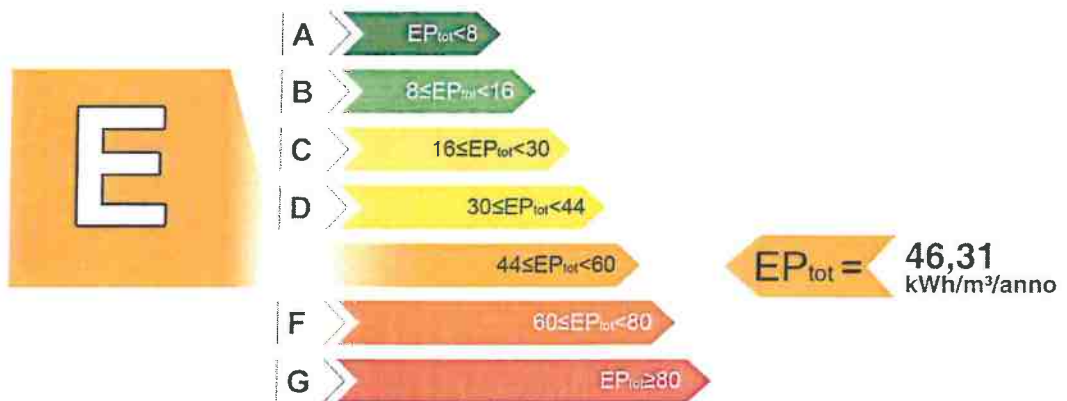 A EPtot<8
B 8≤EPtot<16
E
C 16≤EPtot<30
D 30≤EPtot<44
44≤EPtot<60
EPtot = 46,31
kWh/m³/anno
F 60≤EPtot<80
G EPtot≥80